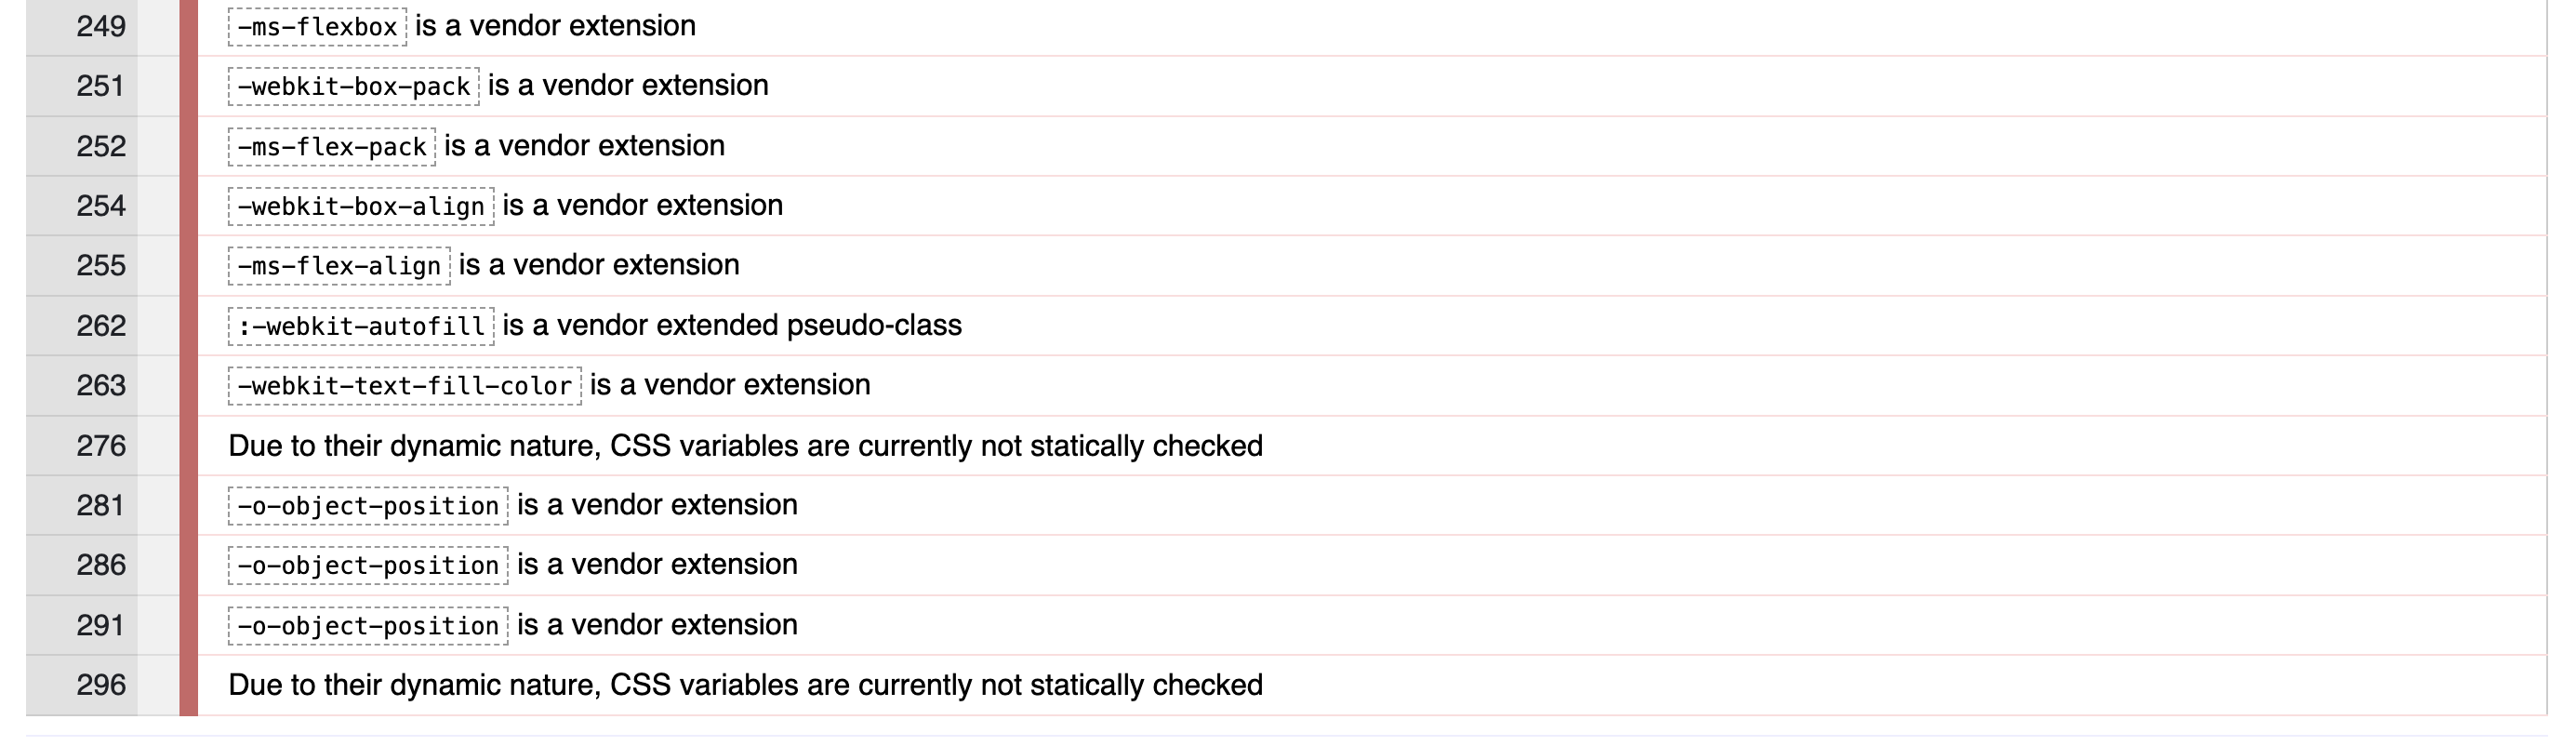 249 -ms-flexbox is a vendor extension
251 -webkit-box-pack is a vendor extension
252 -ms-flex-pack is a vendor extension
254 -webkit-box-align is a vendor extension
255 -ms-flex-align is a vendor extension
262 :-webkit-autofill is a vendor extended pseudo-class
263 -webkit-text-fill-color is a vendor extension
276 Due to their dynamic nature, CSS variables are currently not statically checked
281 -o-object-position is a vendor extension
286 -o-object-position is a vendor extension
291 -o-object-position is a vendor extension
296 Due to their dynamic nature, CSS variables are currently not statically checked